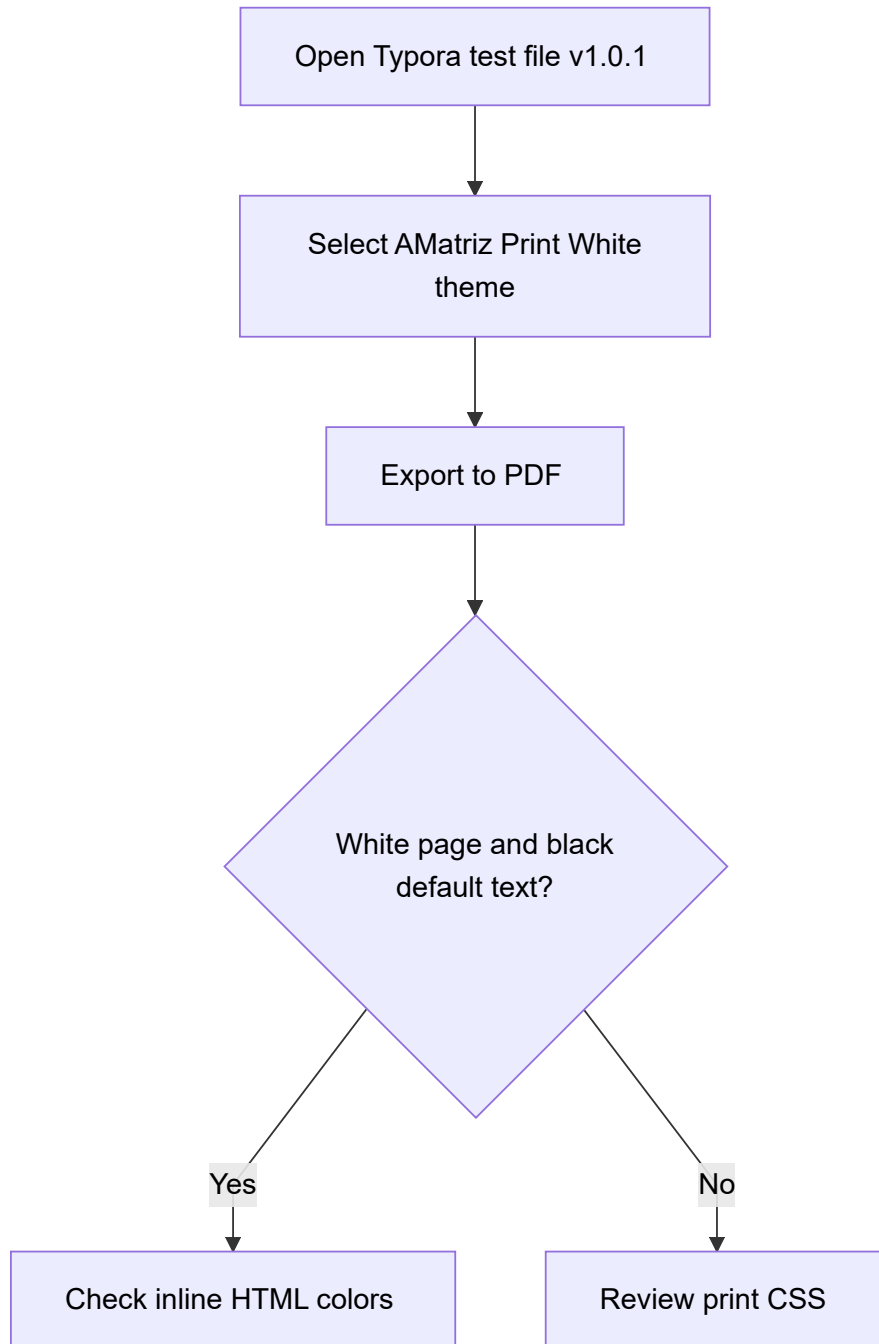 Open Typora test file v1.0.1
Select AMatriz Print White
theme
Export to PDF
White page and black
default text?
Yes
No
Check inline HTML colors
Review print CSS